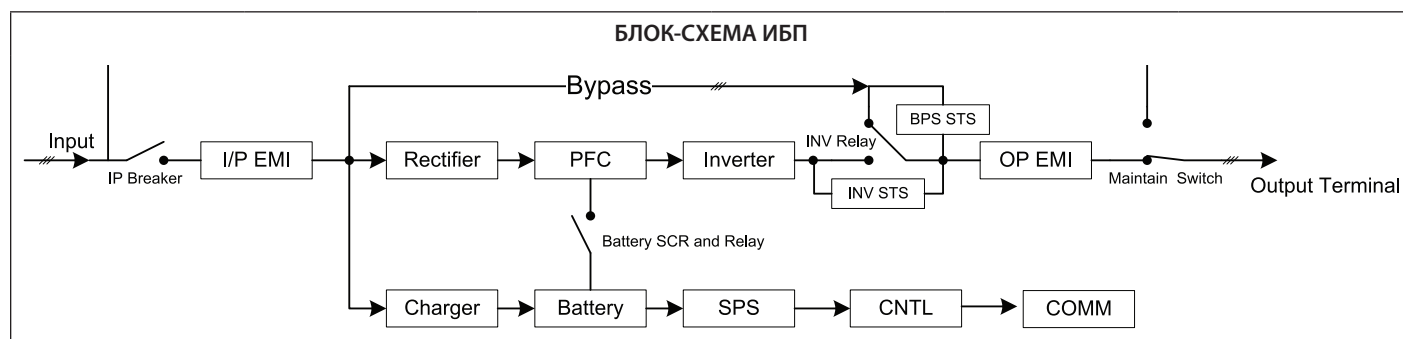 БЛОК-СХЕМА ИБП
Bypass
BPS STS
Input
INV Relay
I/P EMI
Rectifier
PFC
Inverter
OP EMI
IP Breaker
Maintain Switch
INV STS
Output Terminal
Battery SCR and Relay
Charger
Battery
SPS
CNTL
COMM